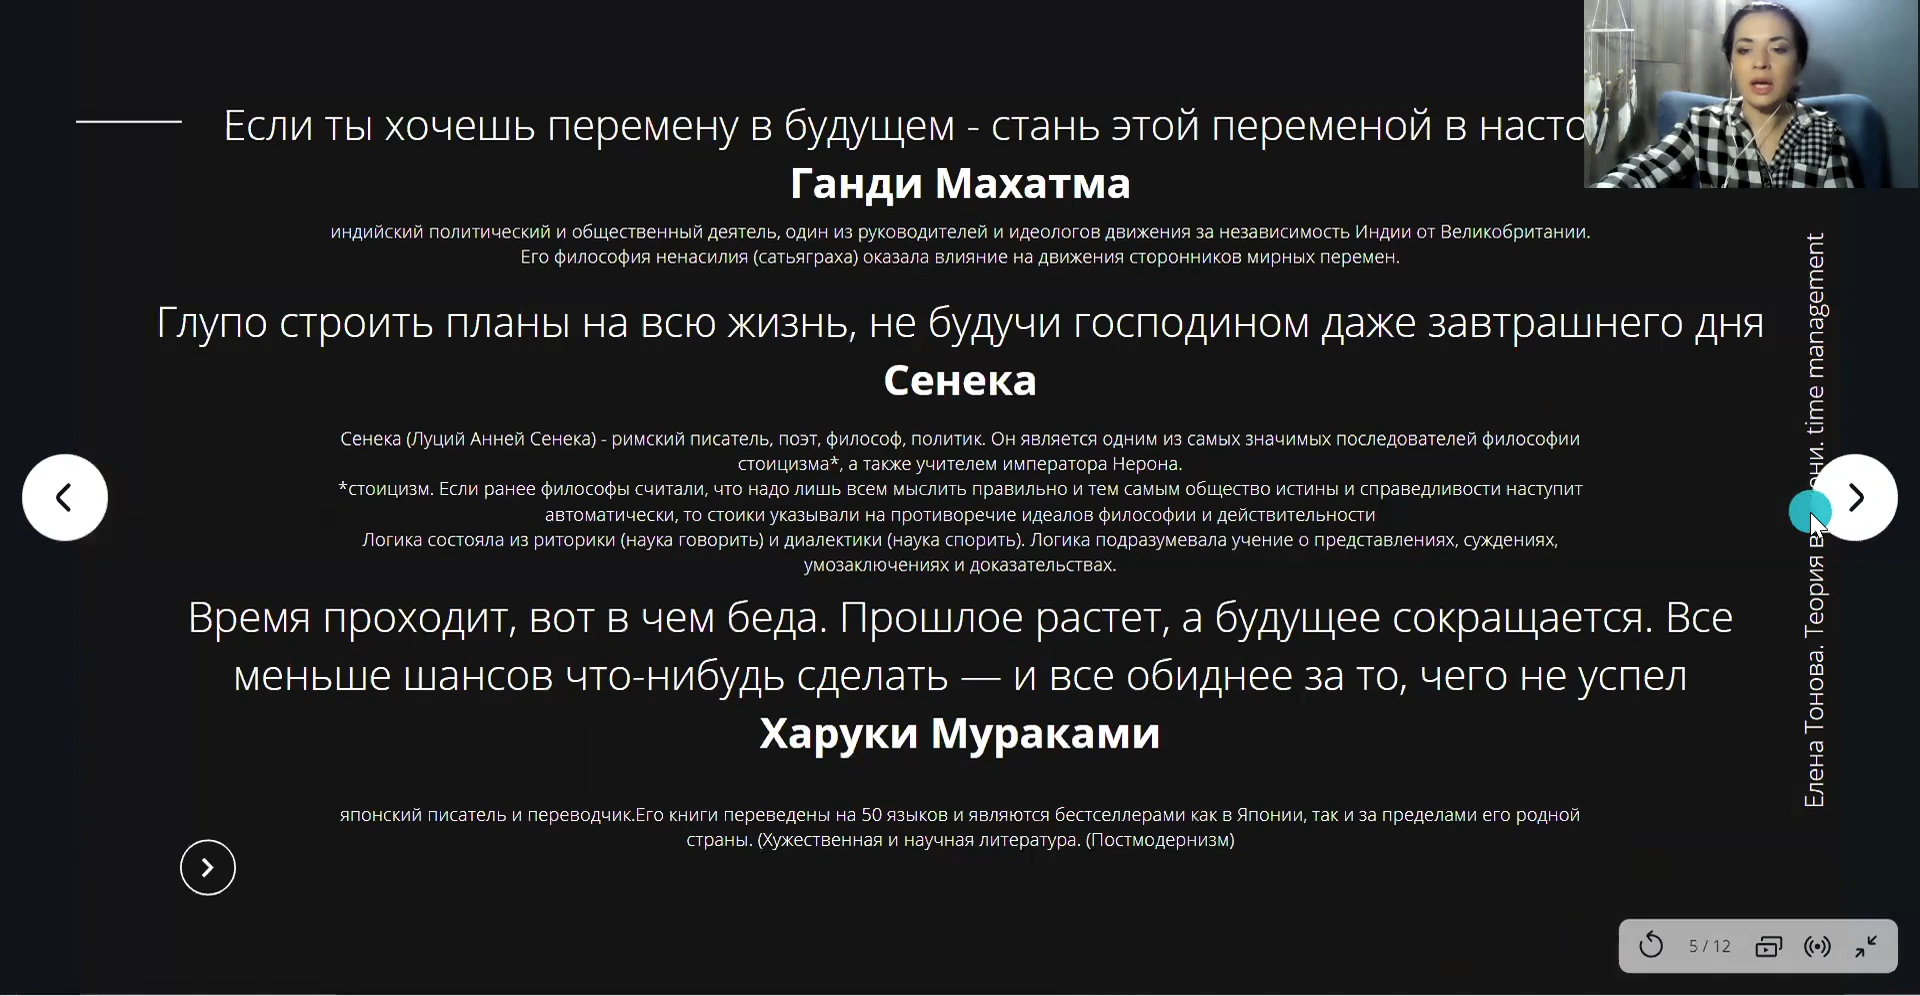 Если ты хочешь перемену в будущем - стань этой переменой в насто
Ганди Махатма
индийский политический и общественный деятель, один из руководителей и идеологов движения за независимость Индии от Великобритании.
Его философия ненасилия (сатьяграха) оказала влияние на движения сторонников мирных перемен.
Глупо строить планы на всю жизнь, не будучи господином даже завтрашнего дня
Сенека
Сенека (Луций Анней Сенека) - римский писатель, поэт, философ, политик. Он является одним из самых значимых последователей философии
стоицизма*, а также учителем императора Нерона.
*стоицизм. Если ранее философы считали, что надо лишь всем мыслить правильно и тем самым общество истины и справедливости наступит
автоматически, то стоики указывали на противоречие идеалов философии и действительности
Логика состояла из риторики (наука говорить) и диалектики (наука спорить). Логика подразумевала учение о представлениях, суждениях,
умозаключениях и доказательствах.
Время проходит, вот в чем беда. Прошлое растет, а будущее сокращается. Все
меньше шансов что-нибудь сделать — и все обиднее за то, чего не успел
Харуки Мураками
японский писатель и переводчик.Его книги переведены на 50 языков и являются бестселлерами как в Японии, так и за пределами его родной
страны. (Хужественная и научная литература. (Постмодернизм)
Елена Тонова. Теория в ени. time management
5 / 12